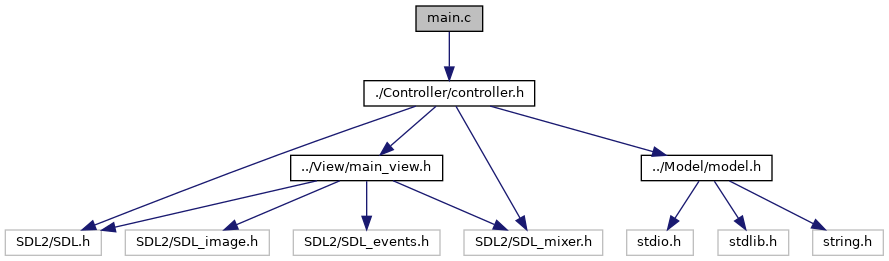 main.c
./Controller/controller.h
../View/main_view.h
../Model/model.h
SDL2/SDL.h
SDL2/SDL_image.h
SDL2/SDL_events.h
SDL2/SDL_mixer.h
stdio.h
stdlib.h
string.h